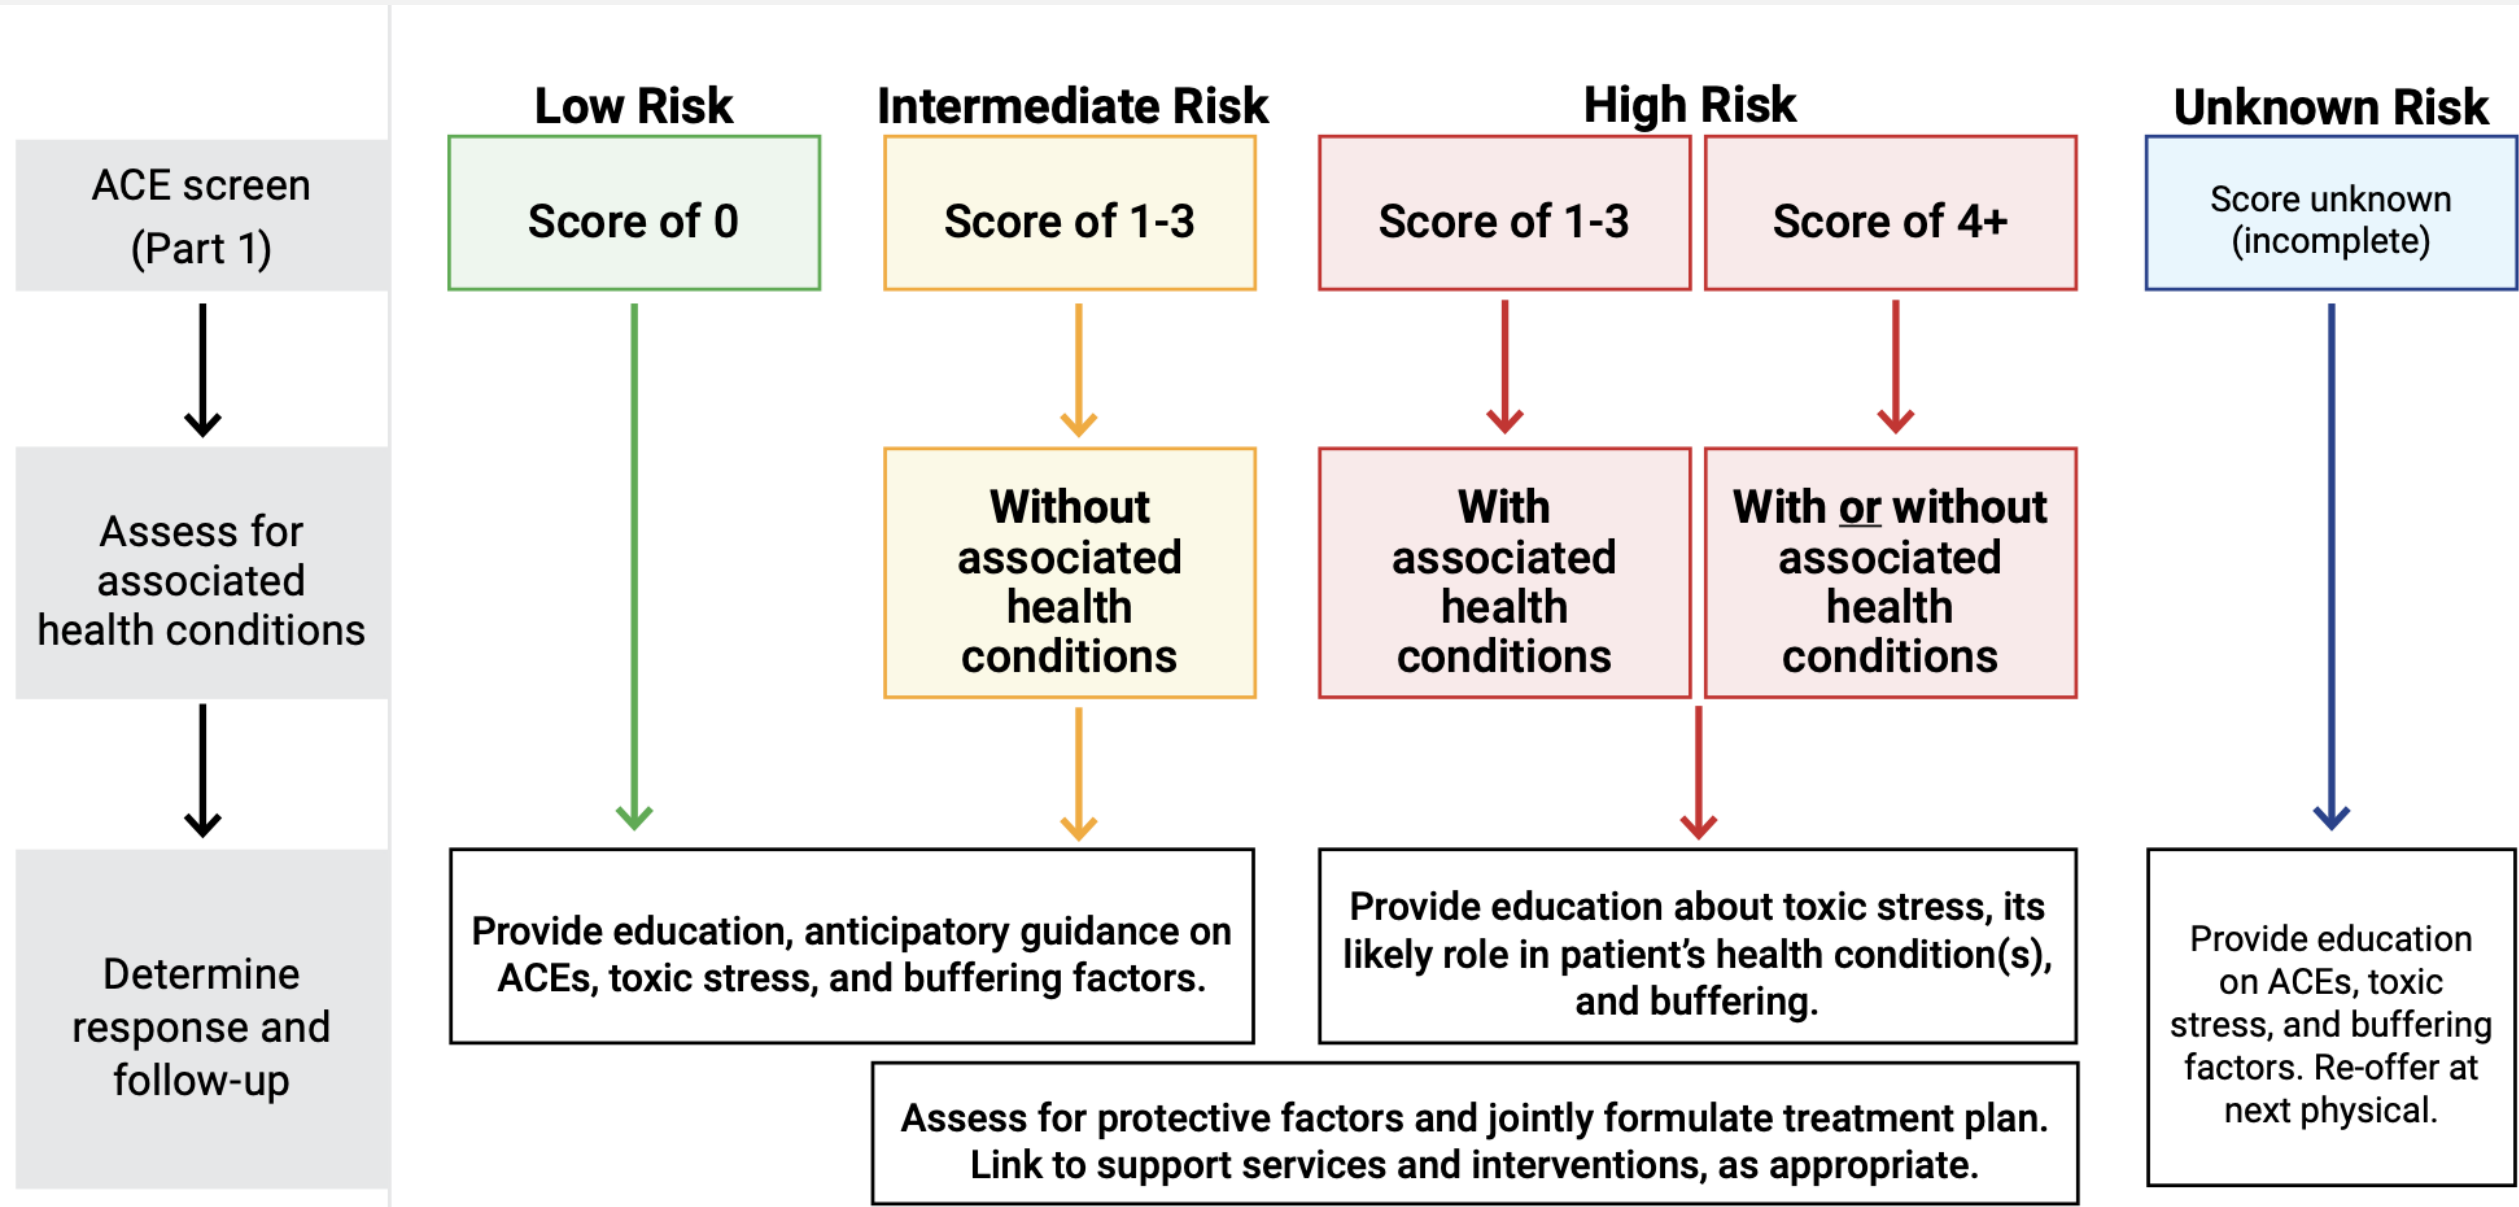 Low Risk
Intermediate Risk
High Risk
Unknown Risk
ACE screen
(Part 1)
Score of 0
Score of 1-3
Score of 1-3
Score of 4+
Score unknown
(incomplete)
Assess for
associated
health conditions
Without
associated
health
conditions
With
associated
health
conditions
With or without
associated
health
conditions
Determine
response and
follow-up
Provide education, anticipatory guidance on
ACEs, toxic stress, and buffering factors.
Provide education about toxic stress, its
likely role in patient’s health condition(s),
and buffering.
Assess for protective factors and jointly formulate treatment plan.
Link to support services and interventions, as appropriate.
Provide education
on ACEs, toxic
stress, and buffering
factors. Re-offer at
next physical.